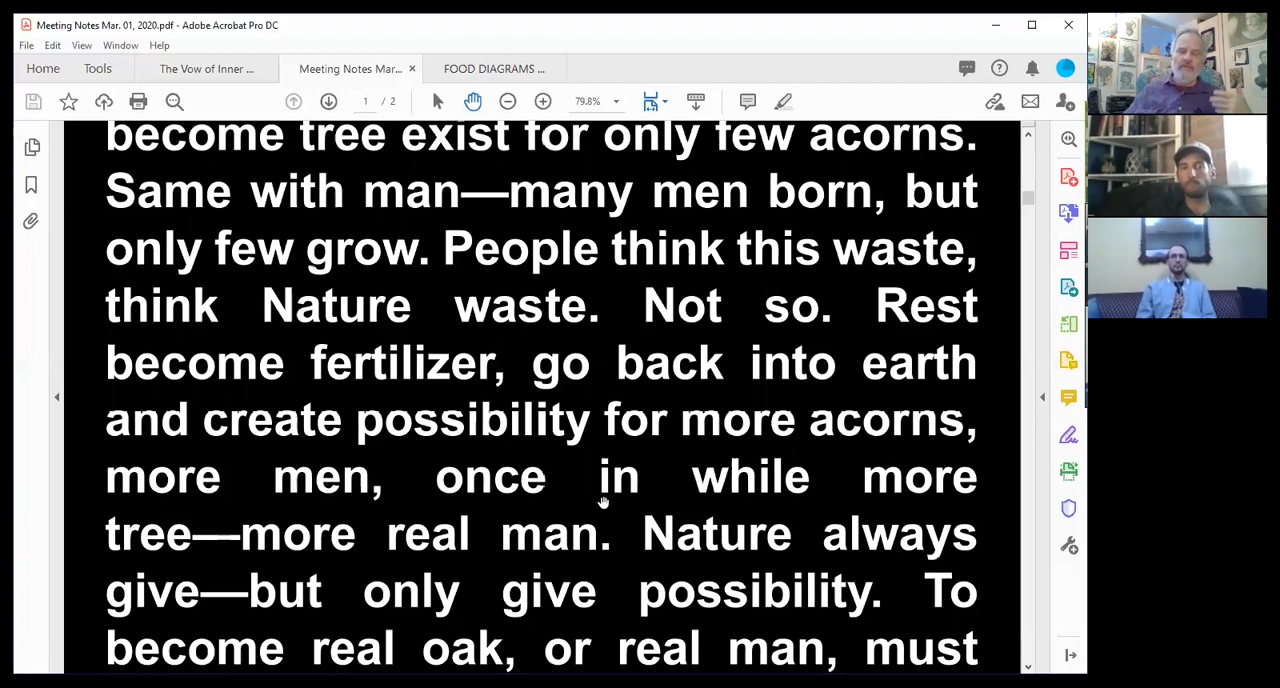 Meeting Notes Mar. 01, 2020.pdf - Adobe Acrobat Pro DC
File Edit View Window Help
Home Tools The Vow of Inner ... Meeting Notes Mar... × FOOD DIAGRAMS ...
1 / 2 79.8%
become tree exist for only few acorns.
Same with man—many men born, but
only few grow. People think this waste,
think Nature waste. Not so. Rest
become fertilizer, go back into earth
and create possibility for more acorns,
more men, once in while more
tree—more real man. Nature always
give—but only give possibility. To
become real oak, or real man, must